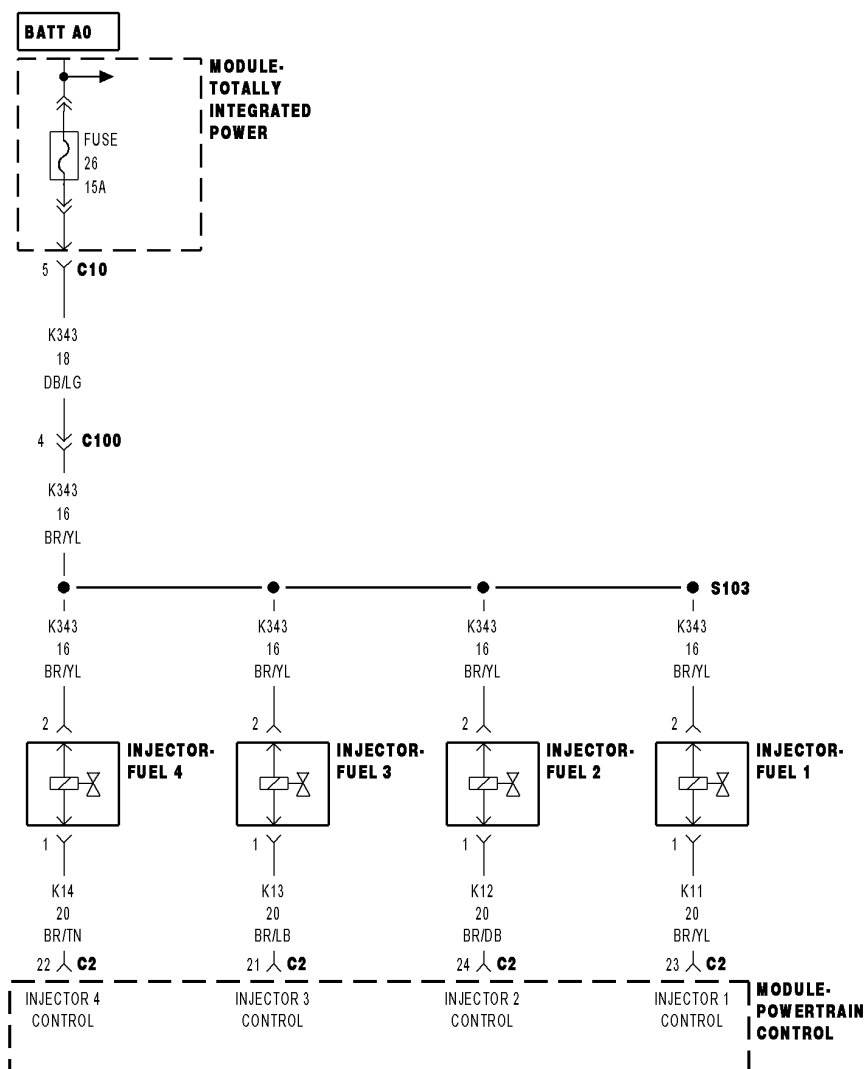 BATT A0
MODULE-
TOTALLY
INTEGRATED
POWER
FUSE
26
15A
5 C10
K343
18
DB/LG
4 C100
K343
16
BR/YL
S103
K343 K343 K343 K343
16 16 16 16
BR/YL BR/YL BR/YL BR/YL
2 2 2 2
INJECTOR- INJECTOR- INJECTOR- INJECTOR-
FUEL 4 FUEL 3 FUEL 2 FUEL 1
1 1 1 1
K14 K13 K12 K11
20 20 20 20
BR/TN BR/LB BR/DB BR/YL
22 C2 21 C2 24 C2 23 C2
INJECTOR 4 INJECTOR 3 INJECTOR 2 INJECTOR 1
CONTROL CONTROL CONTROL CONTROL
MODULE-
POWERTRAIN
CONTROL